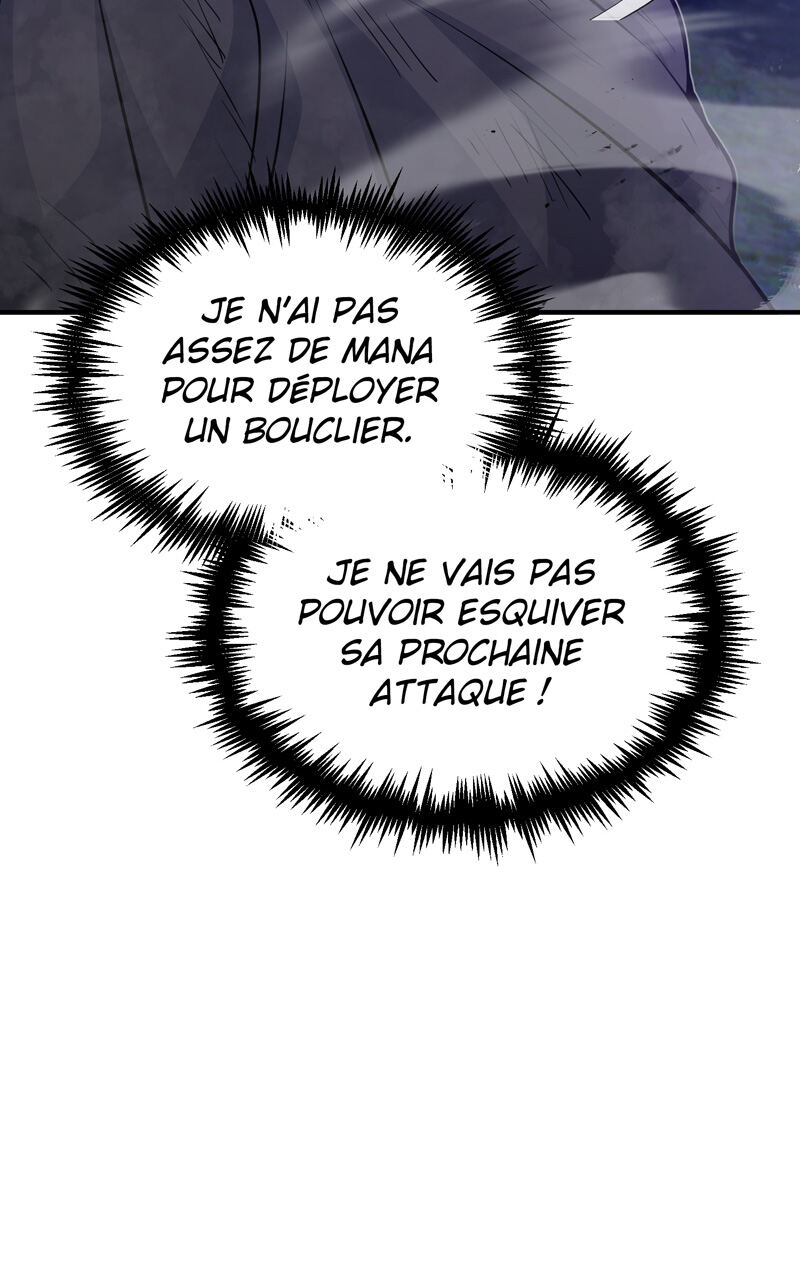 JE N'AI PAS
ASSEZ DE MANA
POUR DÉPLOYER
UN BOUCLIER.
JE NE VAIS PAS
POUVOIR ESQUIVER
SA PROCHAINE
ATTAQUE !